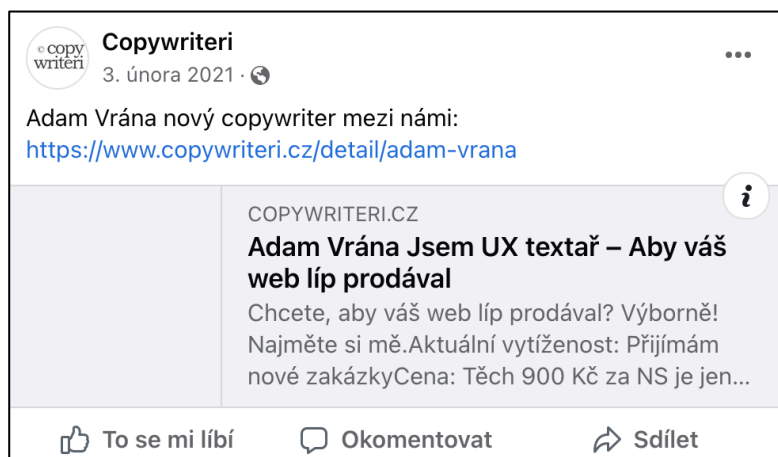 © copy
writeři
Copywriteri
3. února 2021 ·
Adam Vrána nový copywriter mezi námi:
https://www.copywriteri.cz/detail/adam-vrana
COPYWRITERI.CZ
Adam Vrána Jsem UX textař – Aby váš
web líp prodával
Chcete, aby váš web líp prodával? Výborně!
Najměte si mě.Aktuální vytíženost: Přijímám
nové zakázkyCena: Těch 900 Kč za NS je jen...
To se mi líbí
Okomentovat
Sdílet